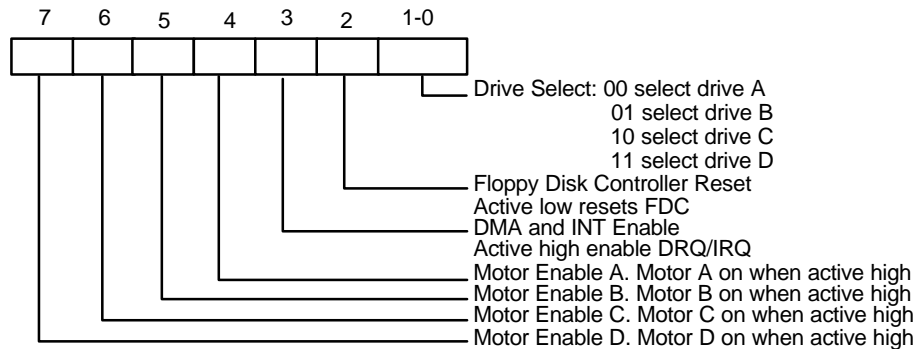 7 6 5 4 3 2 1-0
Drive Select: 00 select drive A
01 select drive B
10 select drive C
11 select drive D
Floppy Disk Controller Reset
Active low resets FDC
DMA and INT Enable
Active high enable DRQ/IRQ
Motor Enable A. Motor A on when active high
Motor Enable B. Motor B on when active high
Motor Enable C. Motor C on when active high
Motor Enable D. Motor D on when active high